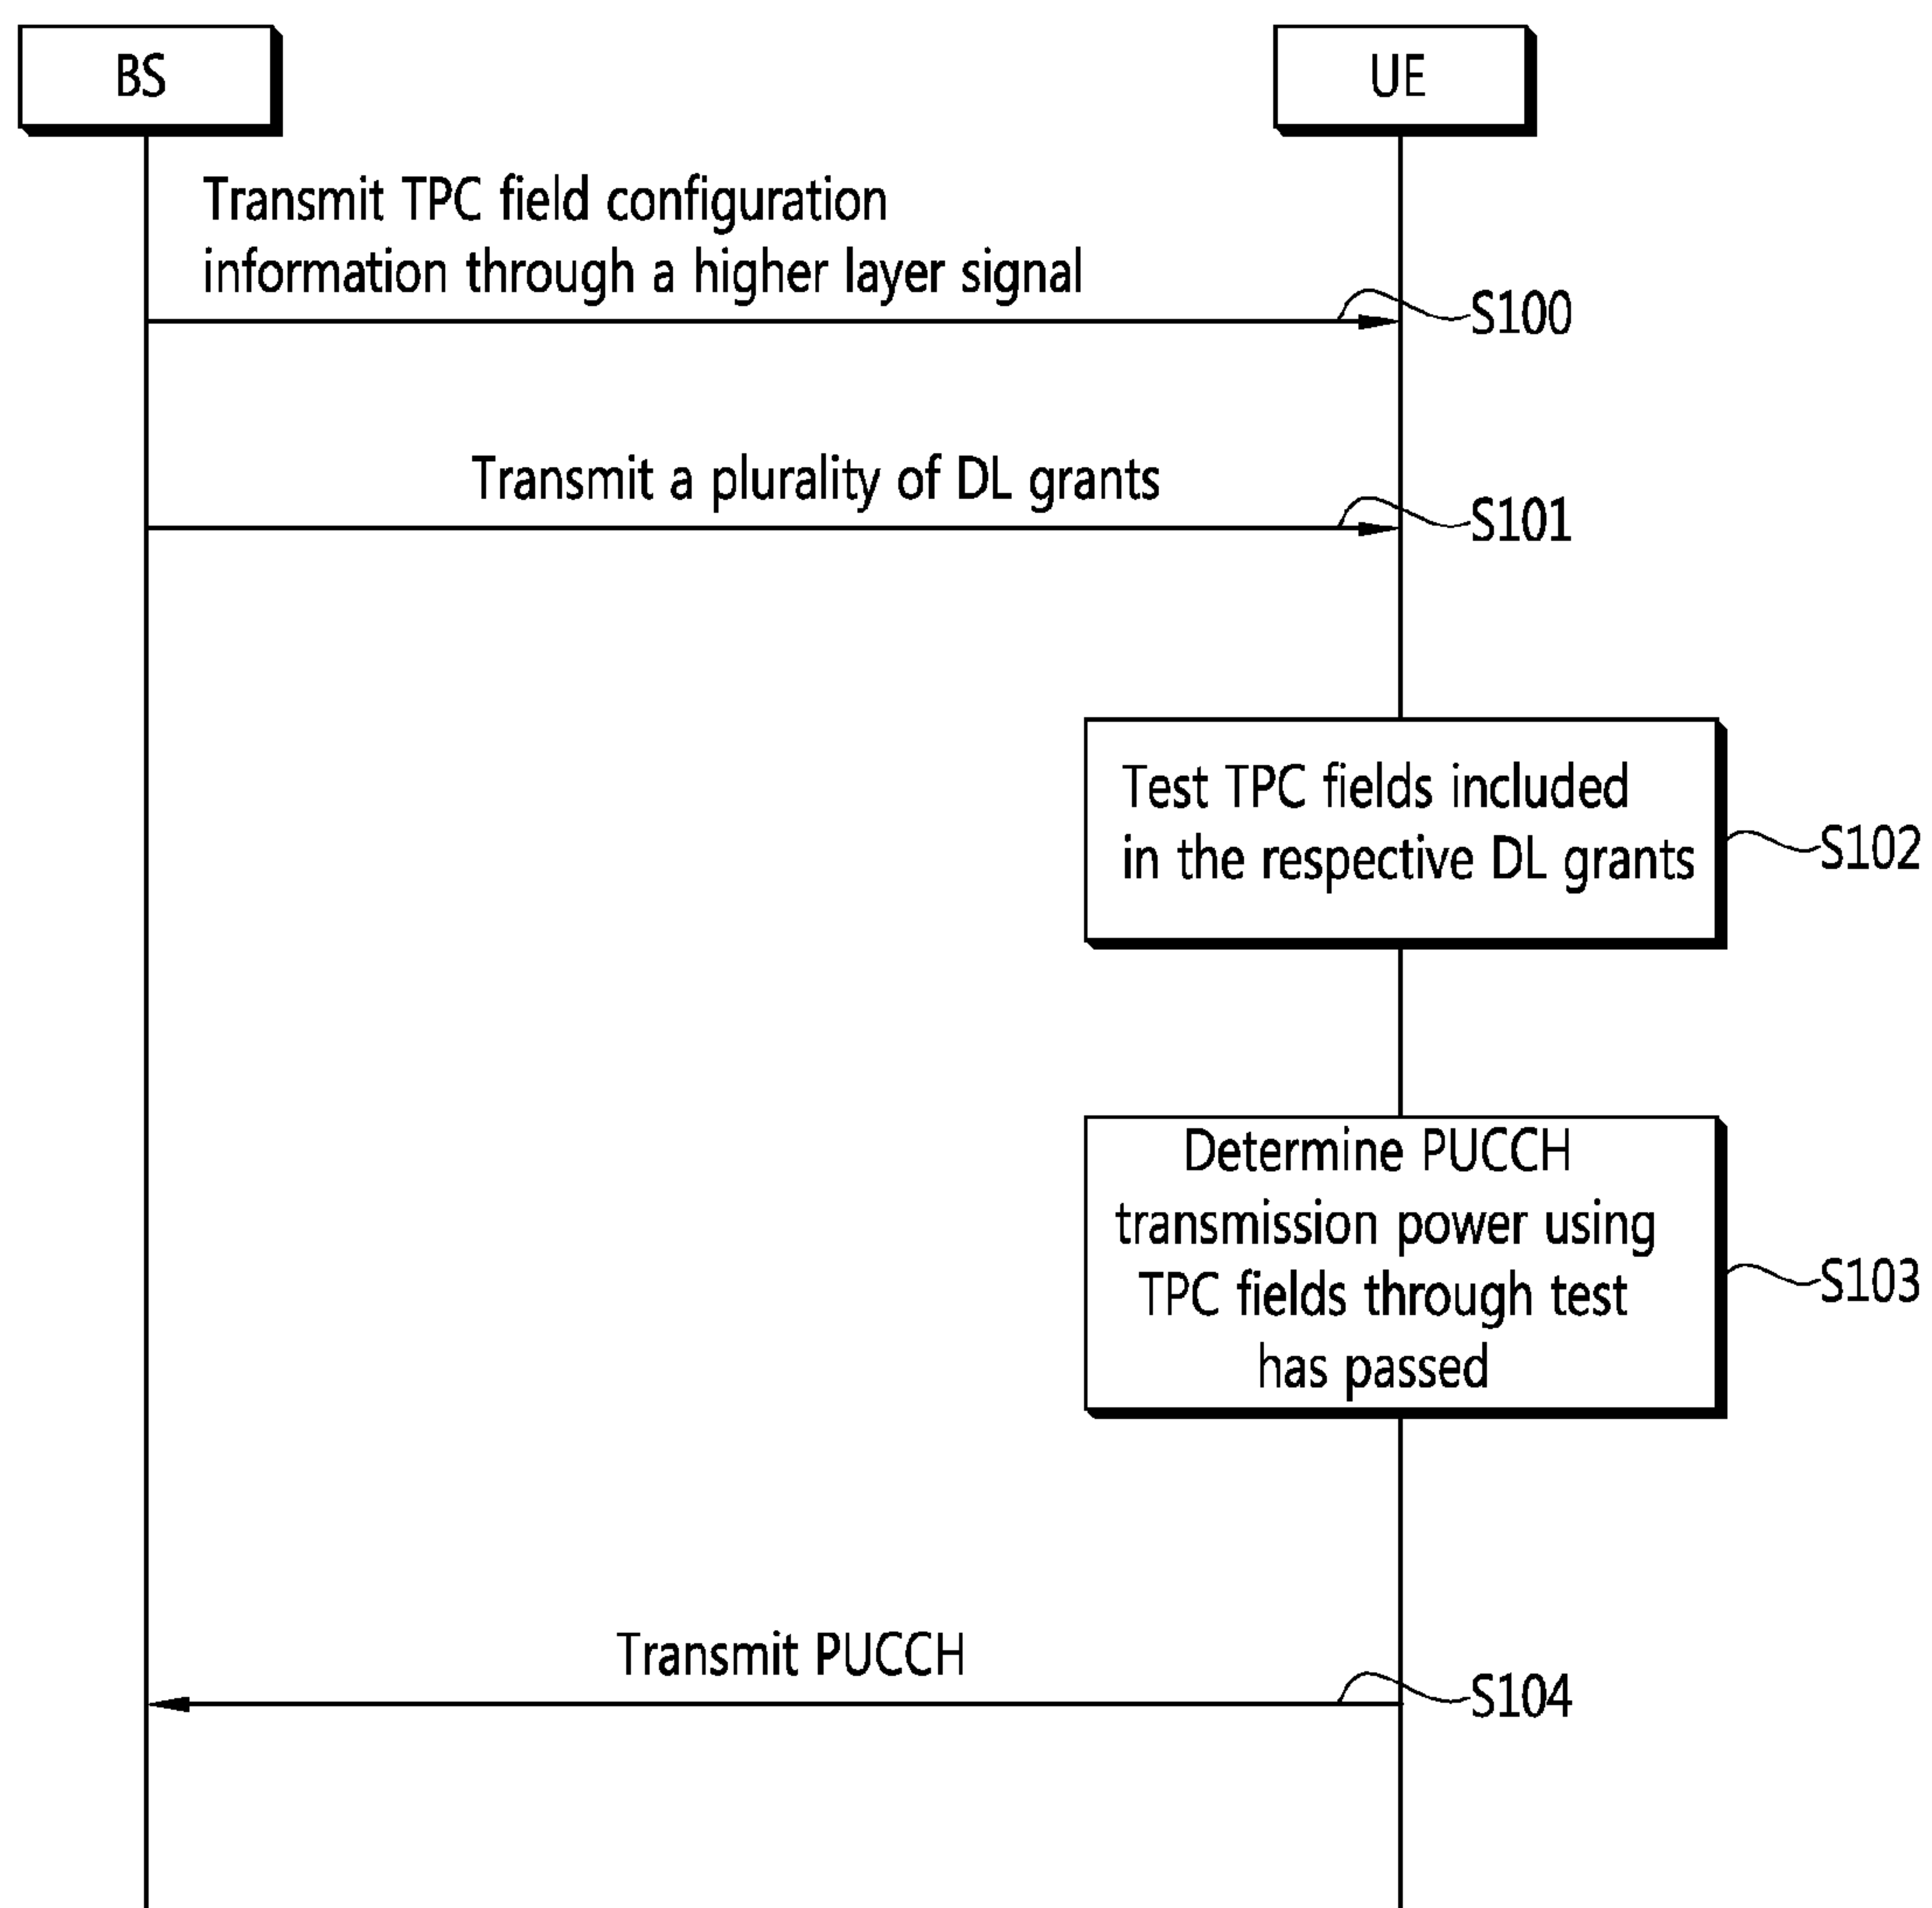 BS
UE
Transmit TPC field configuration
information through a higher layer signal
S100
Transmit a plurality of DL grants
S101
Test TPC fields included
in the respective DL grants
S102
Determine PUCCH
transmission power using
TPC fields through test
has passed
S103
Transmit PUCCH
S104